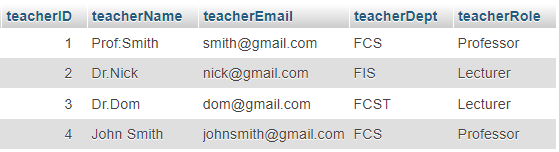 teacherID teacherName teacherEmail teacherDept teacherRole
1 Prof:Smith smith@gmail.com FCS Professor
2 Dr.Nick nick@gmail.com FIS Lecturer
3 Dr.Dom dom@gmail.com FCST Lecturer
4 John Smith johnsmith@gmail.com FCS Professor